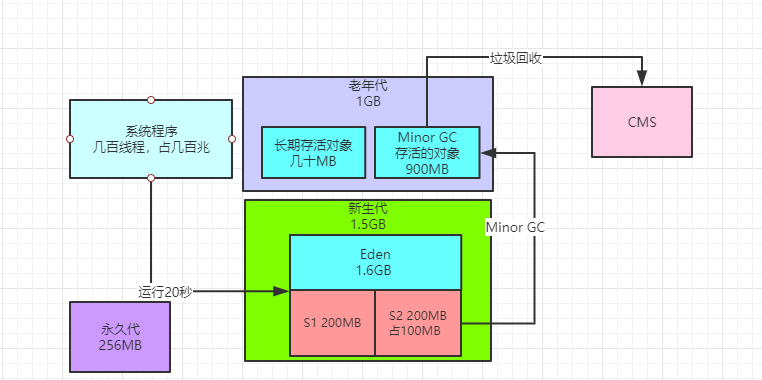 垃圾回收
老年代
1GB
CMS
系统程序
几百线程，占几百兆
长期存活对象
几十MB
Minor GC
存活的对象
900MB
新生代
1.5GB
Minor GC
Eden
1.6GB
运行20秒
永久代
256MB
S1 200MB
S2 200MB
占100MB